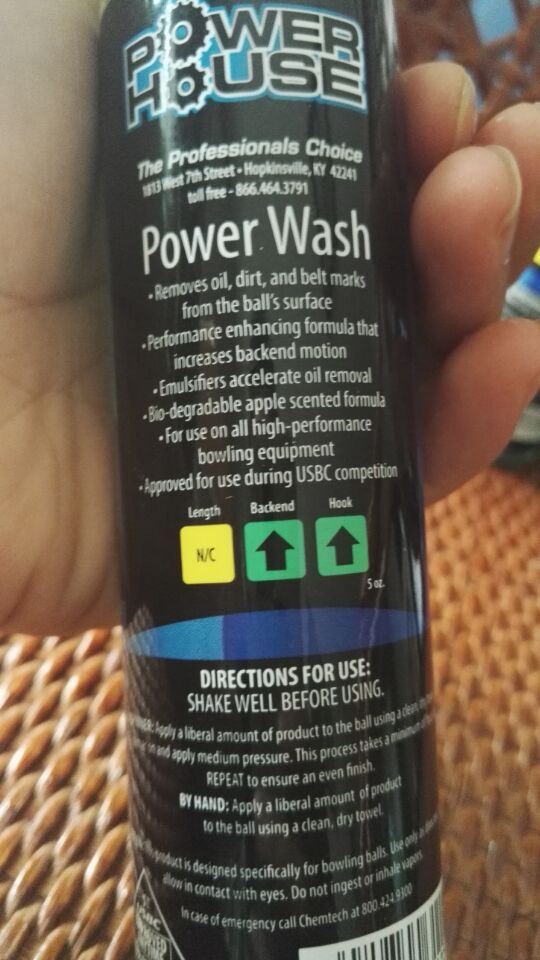 POWER
HOUSE
The Professionals Choice
1813 West 7th Street • Hopkinsville, KY 42241
toll free - 866.464.3791
Power Wash
• Removes oil, dirt, and belt marks
from the ball's surface
• Performance enhancing formula that
increases backend motion
• Emulsifiers accelerate oil removal
• Bio-degradable apple scented formula
• For use on all high-performance
bowling equipment
• Approved for use during USBC competition
Length Backend Hook
N/C
5 oz.
DIRECTIONS FOR USE:
SHAKE WELL BEFORE USING.
Apply a liberal amount of product to the ball using a clean,
and apply medium pressure. This process takes a minimum of
REPEAT to ensure an even finish.
BY HAND: Apply a liberal amount of product
to the ball using a clean, dry towel.
product is designed specifically for bowling balls. Use only as
allow in contact with eyes. Do not ingest or inhale vapors.
In case of emergency call Chemtech at 800.424.9300